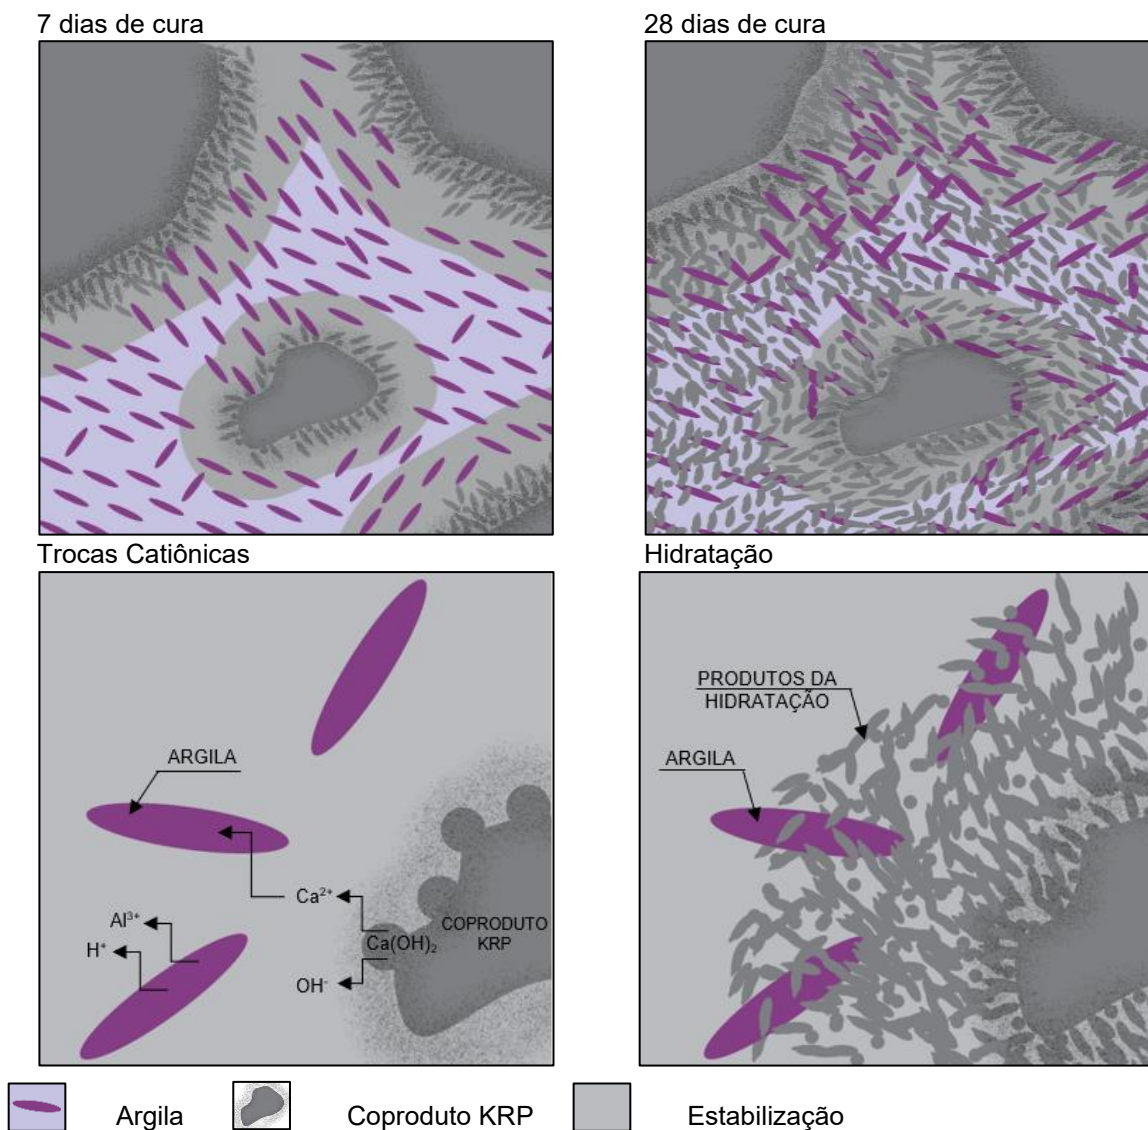 7 dias de cura
28 dias de cura
Trocas Catiônicas
Hidratação
ARGILA
Ca²⁺
Al³⁺
H⁺
Ca(OH)₂
OH⁻
COPRODUTO
KRP
PRODUTOS DA
HIDRATAÇÃO
ARGILA
Argila
Coproduto KRP
Estabilização